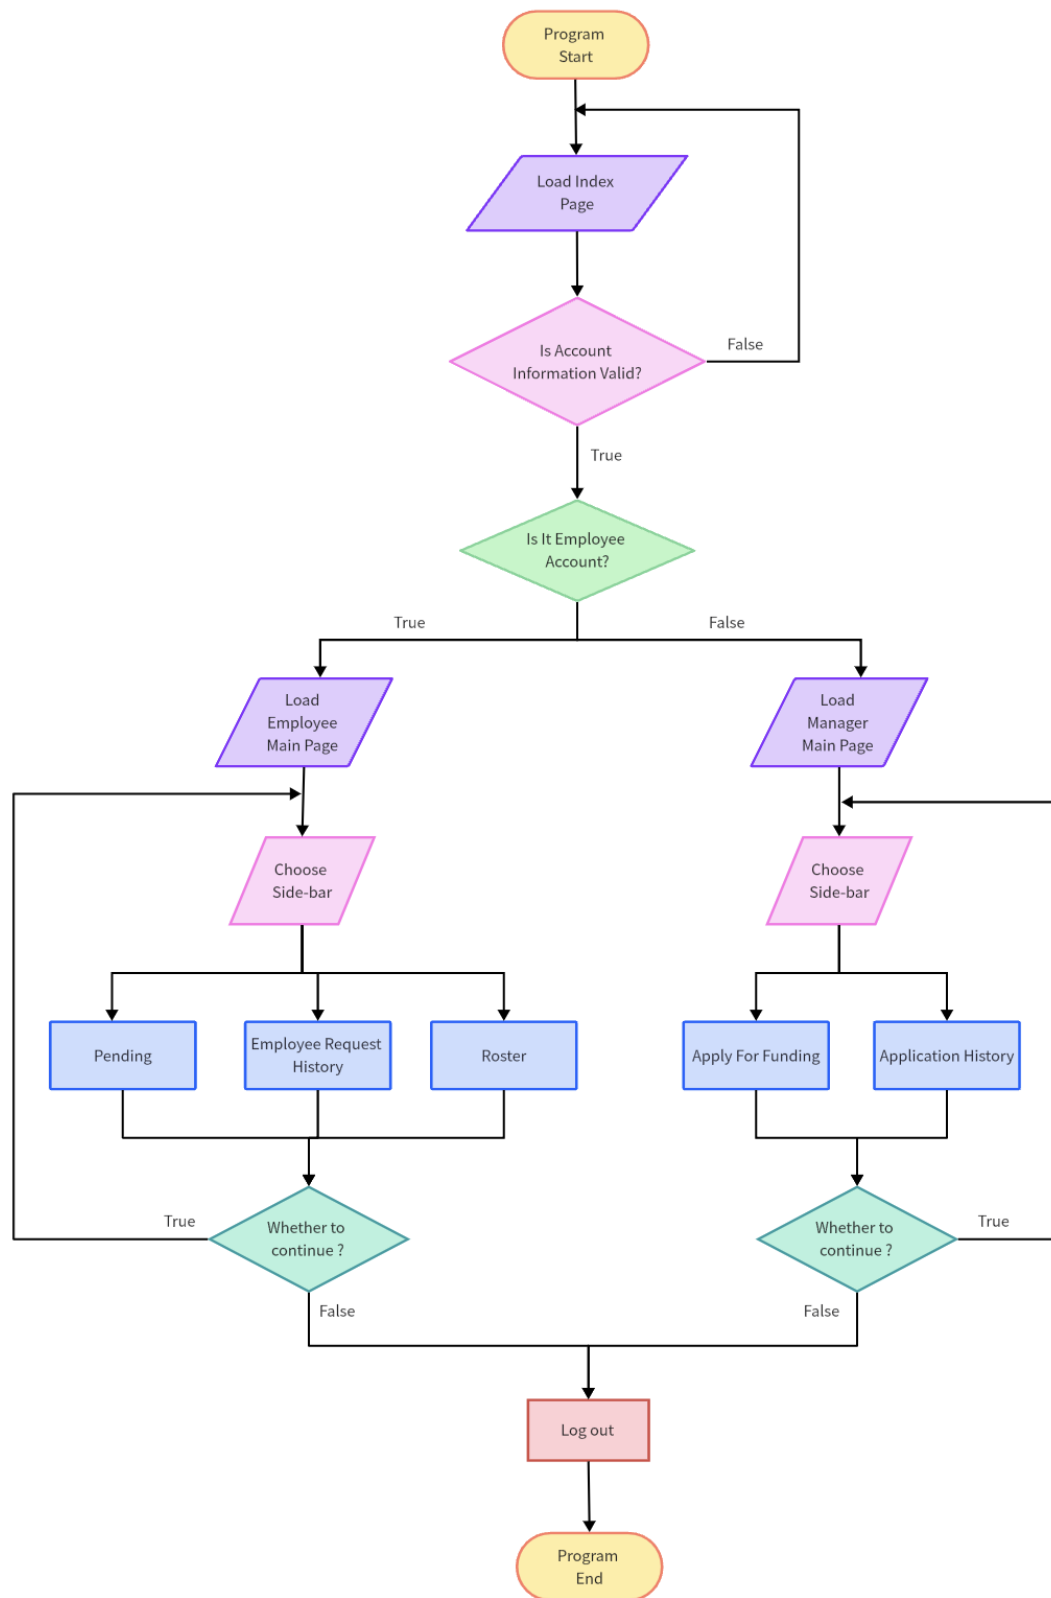 Program
Start
Load Index
Page
Is Account
Information Valid?
False
True
Is It Employee
Account?
True
False
Load
Employee
Main Page
Load
Manager
Main Page
Choose
Side-bar
Choose
Side-bar
Pending
Employee Request
History
Roster
Apply For Funding
Application History
True
Whether to
continue ?
Whether to
continue ?
True
False
False
Log out
Program
End